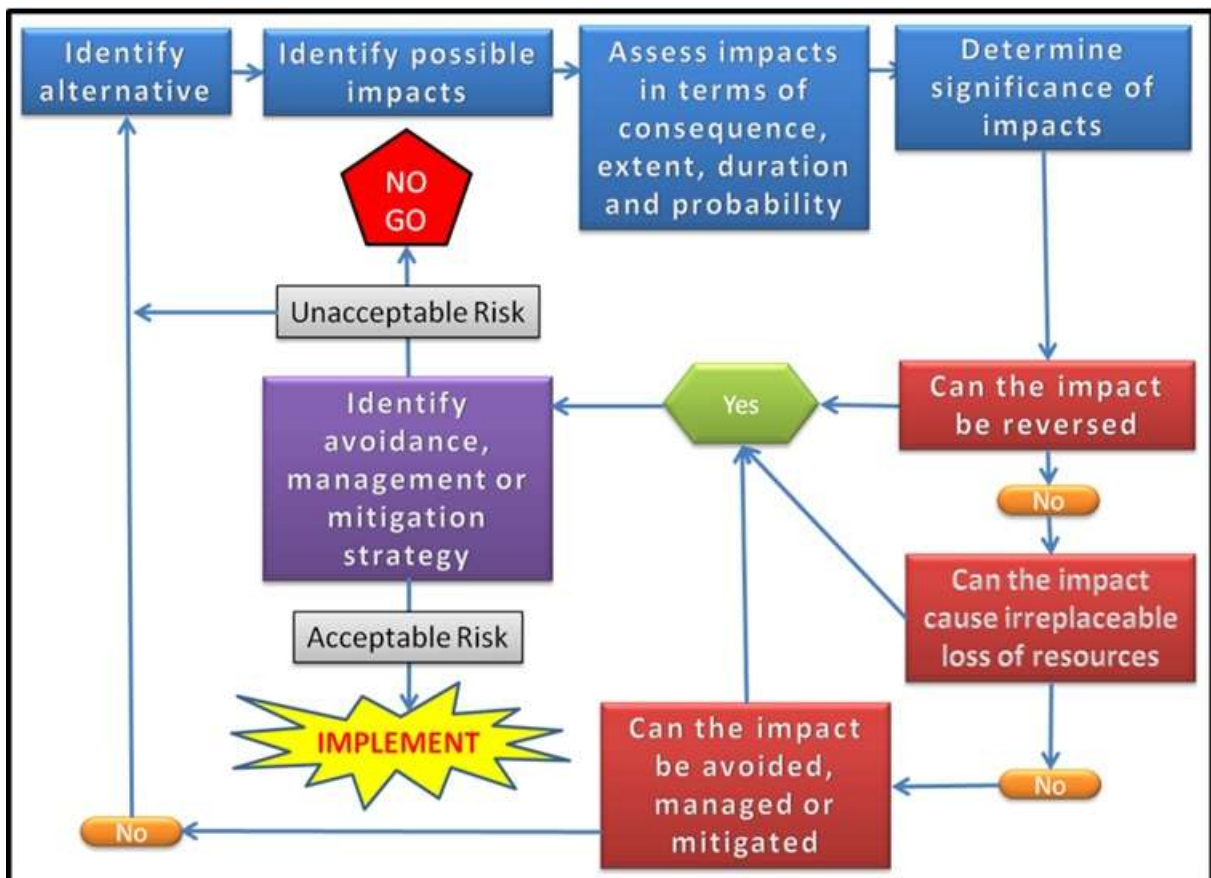 Identify
alternative
Identify possible
impacts
Assess impacts
in terms of
consequence,
extent, duration
and probability
Determine
significance of
impacts
NO
GO
Unacceptable Risk
Identify
avoidance,
management or
mitigation
strategy
Yes
Can the impact
be reversed
No
Can the impact
cause irreplaceable
loss of resources
Acceptable Risk
IMPLEMENT
Can the impact
be avoided,
managed or
mitigated
No
No